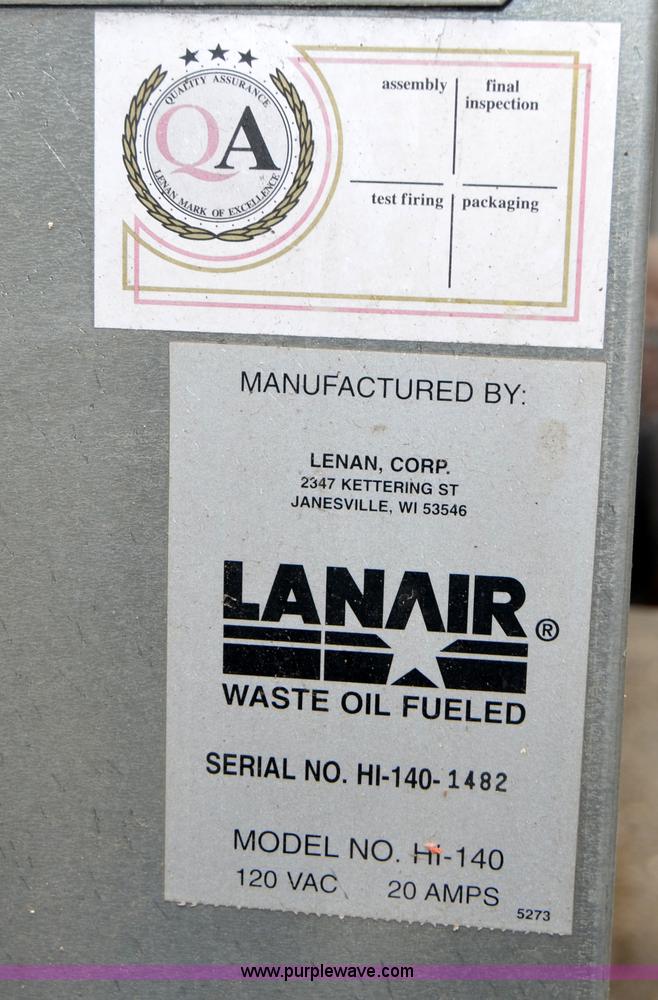 QUALITY ASSURANCE
QA
LENAN MARK OF EXCELLENCE
assembly
final
inspection
test firing
packaging
MANUFACTURED BY:
LENAN, CORP.
2347 KETTERING ST
JANESVILLE, WI 53546
LANAIR®
WASTE OIL FUELED
SERIAL NO. HI-140-1482
MODEL NO. Hi-140
120 VAC 20 AMPS
5273
www.purplewave.com